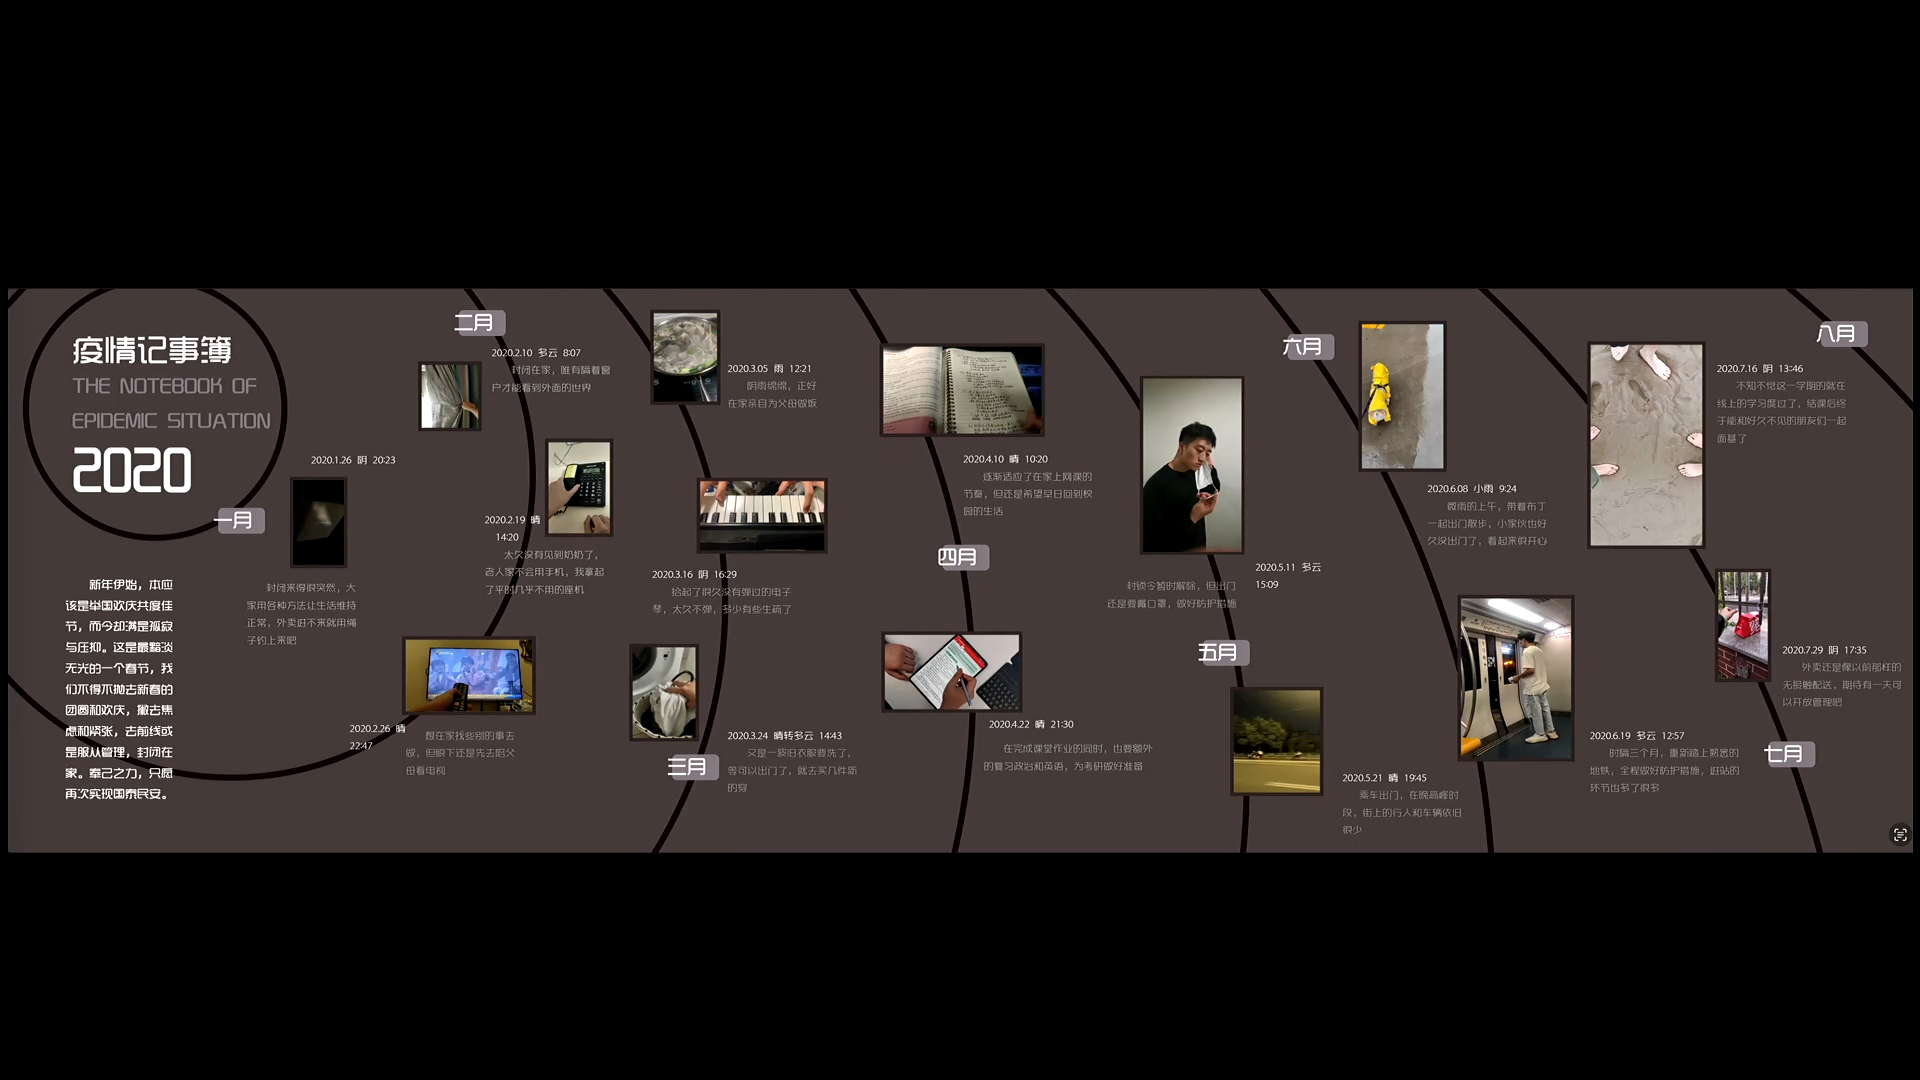 疫情记事簿
THE NOTEBOOK OF
EPIDEMIC SITUATION
2020
一月
新年伊始，本应
该是举国欢庆共度佳
节，而今却满是孤寂
与压抑。这是最黯淡
无光的一个春节，我
们不得不抛去新春的
团圆和欢庆，撤去焦
虑和紧张，去前线或
是服从管理，封闭在
家。奉己之力，只愿
再次实现国泰民安。
2020.1.26 阴 20:23
封闭来得很突然，大
家用各种方法让生活维持
正常，外卖进不来就用绳
子钓上来吧
二月
2020.2.10 多云 8:07
封闭在家，唯有隔着窗
户才能看到外面的世界
2020.2.19 晴
14:20
太久没有见到奶奶了，
老人家不会用手机，我拿起
了平时几乎不用的座机
2020.2.26 晴
22:47
想在家找些别的事去
做，但眼下还是先去陪父
母看电视
2020.3.05 雨 12:21
阴雨绵绵，正好
在家亲自为父母做饭
2020.3.16 阴 16:29
拾起了很久没有弹过的电子
琴，太久不弹，多少有些生疏了
2020.3.24 晴转多云 14:43
又是一波旧衣服要洗了，
等可以出门了，就去买几件新
的穿
三月
2020.4.10 晴 10:20
逐渐适应了在家上网课的
节奏，但还是希望早日回到校
园的生活
四月
2020.4.22 晴 21:30
在完成课堂作业的同时，也要额外
的复习政治和英语，为考研做好准备
2020.5.11 多云
15:09
封锁令暂时解除，但出门
还是要戴口罩，做好防护措施
五月
2020.5.21 晴 19:45
乘车出门，在晚高峰时
段，街上的行人和车辆依旧
很少
六月
2020.6.08 小雨 9:24
微雨的上午，带着布丁
一起出门散步，小家伙也好
久没出门了，看起来很开心
2020.6.19 多云 12:57
时隔三个月，重新踏上熟悉的
地铁，全程做好防护措施，进站的
环节也多了很多
七月
2020.7.16 阴 13:46
不知不觉这一学期的就在
线上的学习度过了，结课后终
于能和好久不见的朋友们一起
面基了
2020.7.29 阴 17:35
外卖还是像以前那样的
无接触配送，期待有一天可
以开放管理吧
八月